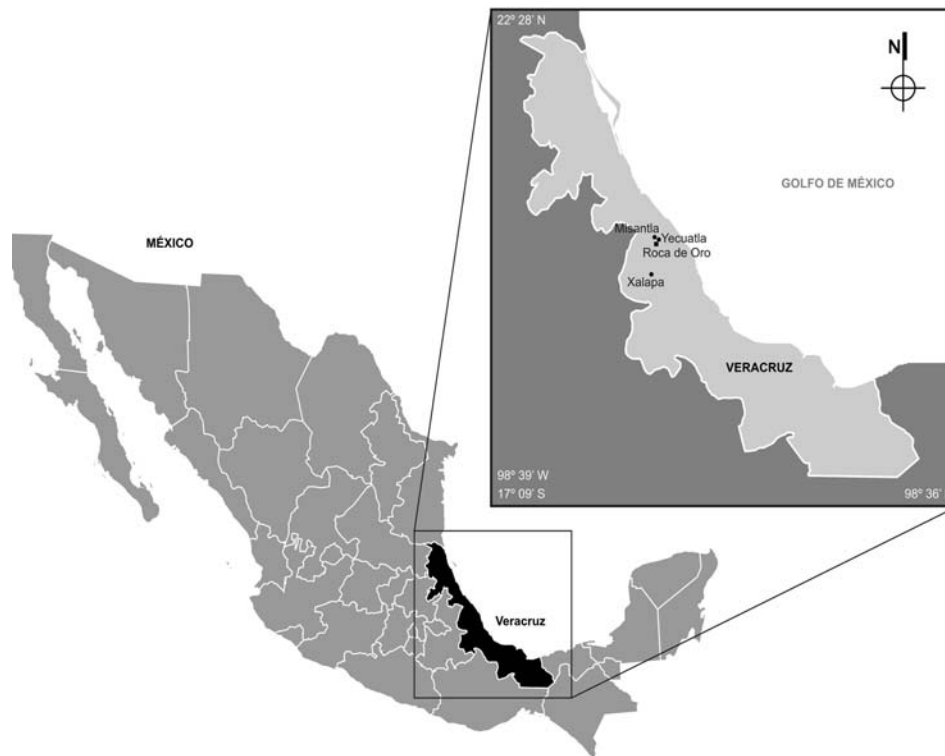 22º 28’ N
N
GOLFO DE MÉXICO
MÉXICO
Misantla
Yecuatla
Roca de Oro
Xalapa
VERACRUZ
98º 39’ W
17º 09’ S
98º 36’
Veracruz